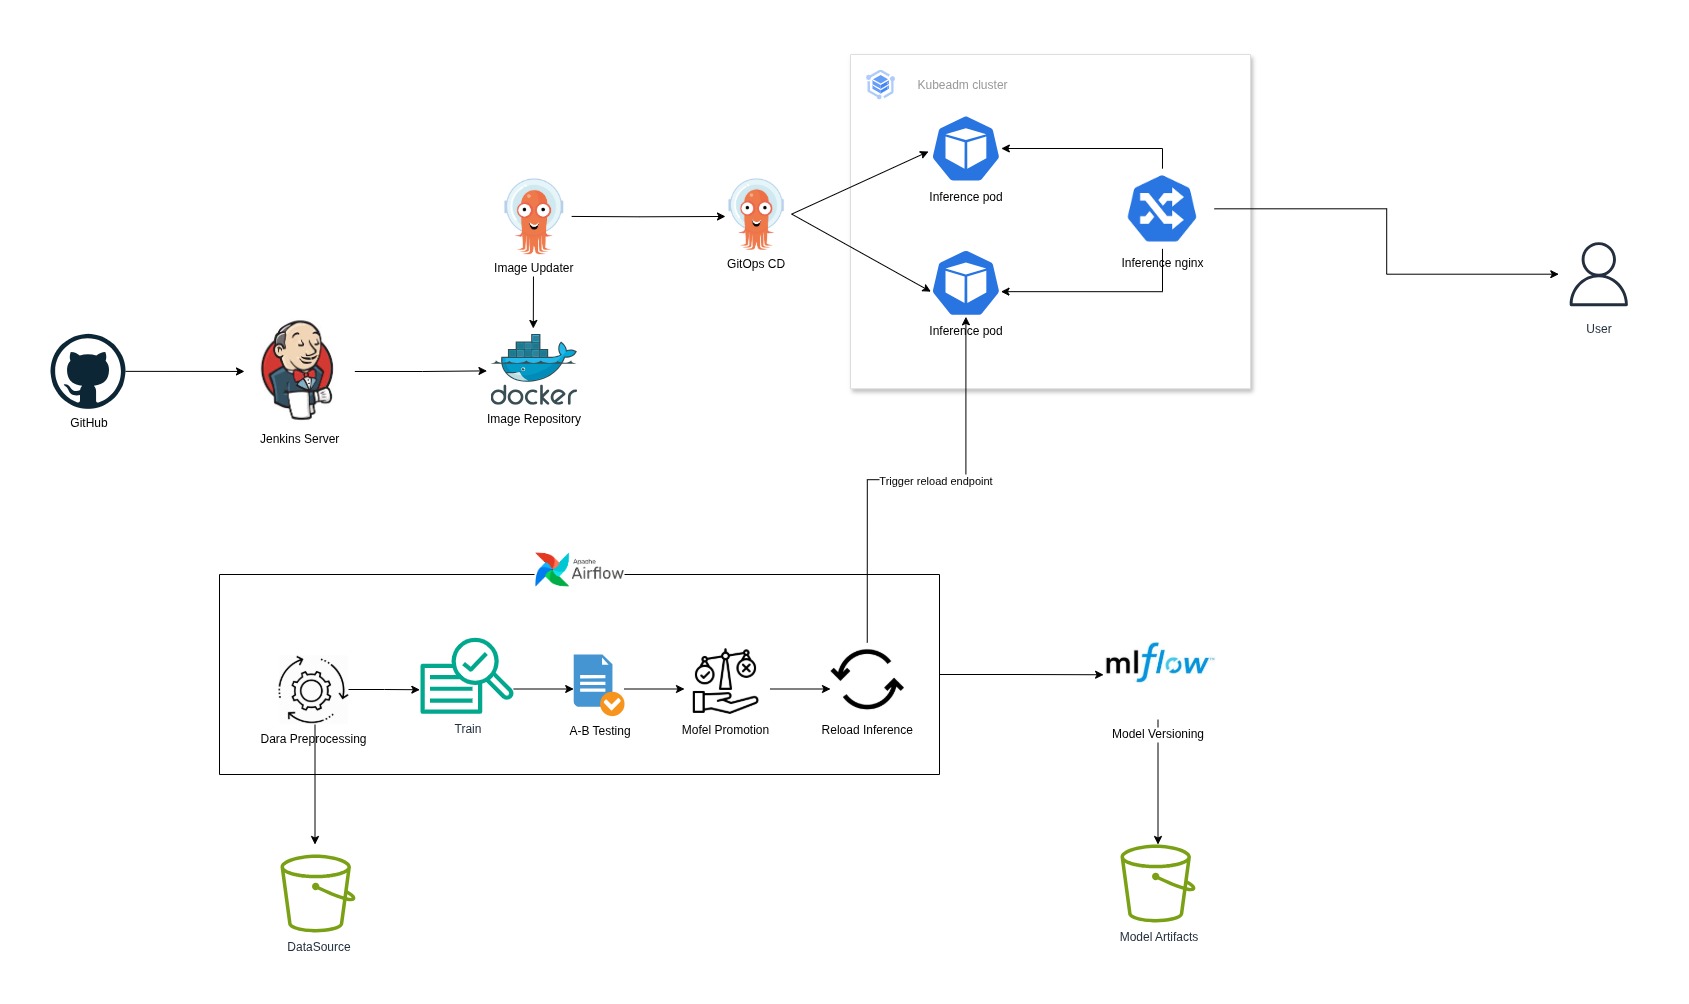 Kubeadm cluster
Inference pod
Image Updater
GitOps CD
Inference nginx
Inference pod
User
docker
GitHub
Image Repository
Jenkins Server
Trigger reload endpoint
Apache
Airflow
mlflow™
Dara Preprocessing
Train
A-B Testing
Mofel Promotion
Reload Inference
Model Versioning
DataSource
Model Artifacts